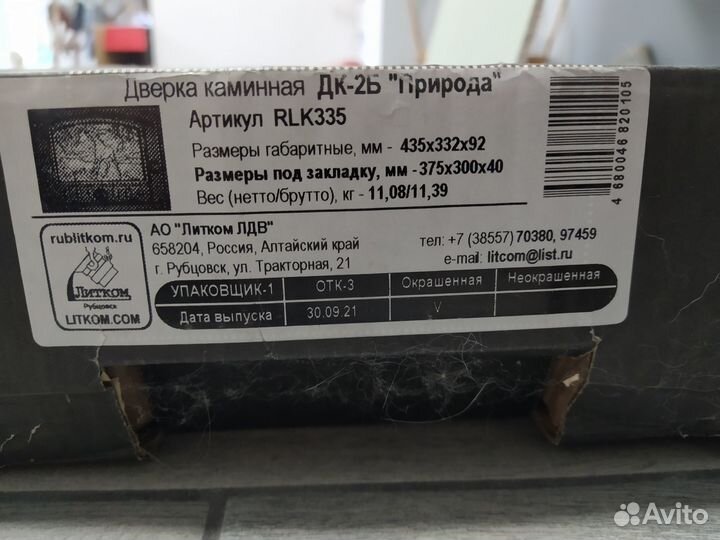 Дверка каминная ДК-2Б "Природа"
Артикул RLK335
Размеры габаритные, мм - 435х332х92
Размеры под закладку, мм -375х300х40
Вес (нетто/брутто), кг - 11,08/11,39
4 680046 820105
rublitkom.ru
ЛИТКОМ
Рубцовск
LITKOM.COM
АО "Литком ЛДВ"
658204, Россия, Алтайский край
г. Рубцовск, ул. Тракторная, 21
тел: +7 (38557) 70380, 97459
e-mail: litcom@list.ru
УПАКОВЩИК-1 ОТК-3 Окрашенная Неокрашенная
Дата выпуска 30.09.21 V
Avito